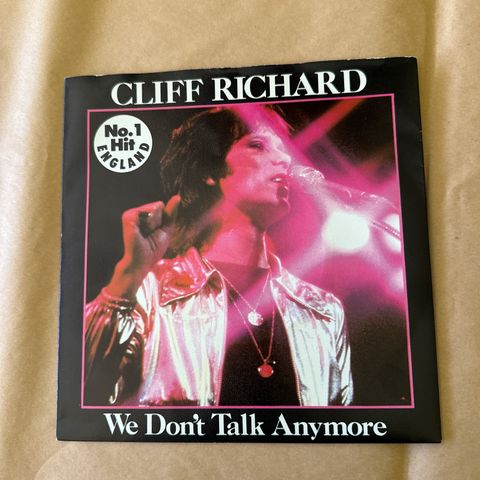 CLIFF RICHARD
No.1
Hit
ENGLAND
We Don't Talk Anymore